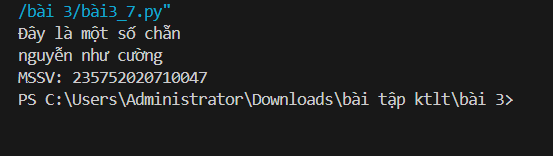 /bài 3/bài3_7.py"
Đây là một số chẵn
nguyễn như cường
MSSV: 235752020710047
PS C:\Users\Administrator\Downloads\bài tập ktlt\bài 3>